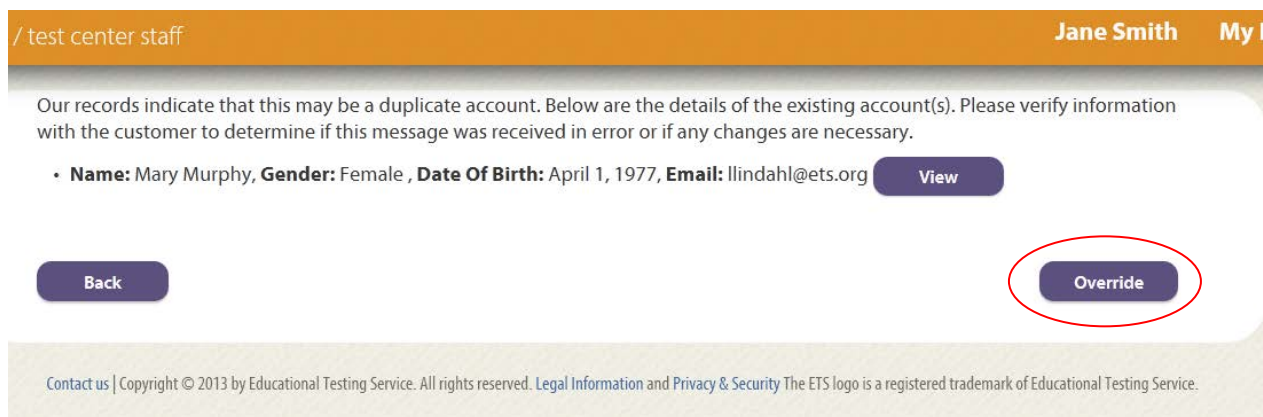 / test center staff Jane Smith My
Our records indicate that this may be a duplicate account. Below are the details of the existing account(s). Please verify information
with the customer to determine if this message was received in error or if any changes are necessary.
• Name: Mary Murphy, Gender: Female , Date Of Birth: April 1, 1977, Email: llindahl@ets.org View
Back Override
Contact us | Copyright © 2013 by Educational Testing Service. All rights reserved. Legal Information and Privacy & Security The ETS logo is a registered trademark of Educational Testing Service.